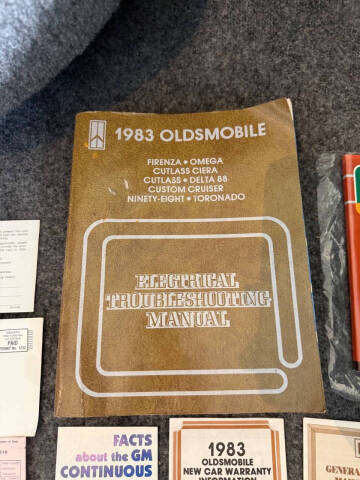 1983 OLDSMOBILE
FIRENZA • OMEGA
CUTLASS CIERA
CUTLASS • DELTA 88
CUSTOM CRUISER
NINETY-EIGHT • TORONADO
ELECTRICAL
TROUBLESHOOTING
MANUAL
PAID
FACTS
about the GM
CONTINUOUS
1983
OLDSMOBILE
NEW CAR WARRANTY
INFORMATION